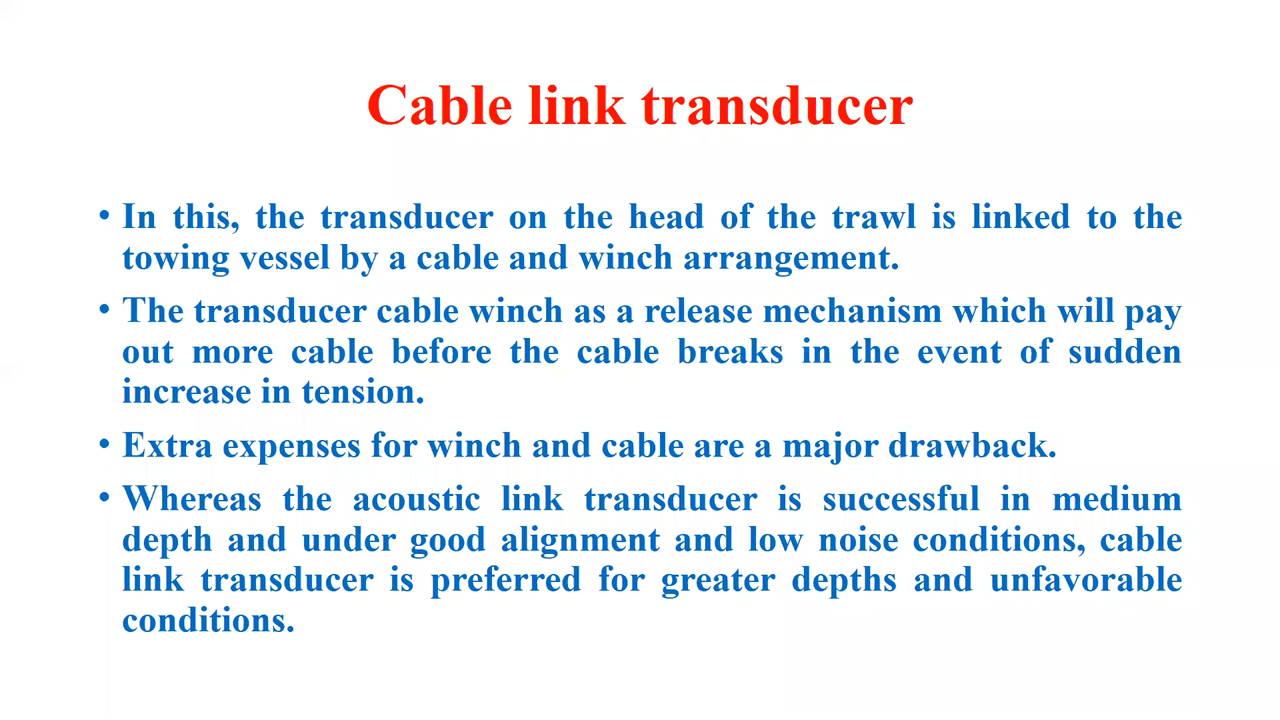 Cable link transducer
• In this, the transducer on the head of the trawl is linked to the
towing vessel by a cable and winch arrangement.
• The transducer cable winch as a release mechanism which will pay
out more cable before the cable breaks in the event of sudden
increase in tension.
• Extra expenses for winch and cable are a major drawback.
• Whereas the acoustic link transducer is successful in medium
depth and under good alignment and low noise conditions, cable
link transducer is preferred for greater depths and unfavorable
conditions.